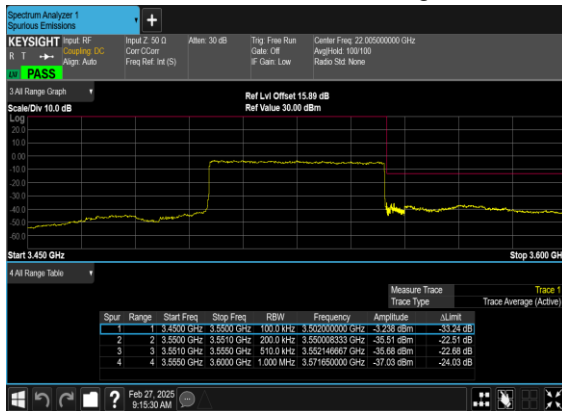 Spectrum Analyzer 1
Spurious Emissions
KEYSIGHT Input: RF Input Z: 50 Ω Atten: 30 dB Trig: Free Run Center Freq: 22.005000000 GHz
R T Coupling: DC Corr CCorr Gate: Off Avg|Hold: 100/100
Align: Auto Freq Ref: Int (S) IF Gain: Low Radio Std: None
PASS
3 All Range Graph
Ref Lvl Offset 15.89 dB
Scale/Div 10.0 dB Ref Value 30.00 dBm
Log
20.0
10.0
0.00
-10.0
-20.0
-30.0
-40.0
-50.0
-60.0
Start 3.450 GHz Stop 3.600 GHz
4 All Range Table
Measure Trace Trace 1
Trace Type Trace Average (Active)
Spur Range Start Freq Stop Freq RBW Frequency Amplitude ΔLimit
1 1 3.4500 GHz 3.5500 GHz 100.0 kHz 3.502000000 GHz -3.238 dBm -33.24 dB
2 2 3.5500 GHz 3.5510 GHz 200.0 kHz 3.550008333 GHz -35.51 dBm -22.51 dB
3 3 3.5510 GHz 3.5550 GHz 510.0 kHz 3.552146667 GHz -35.68 dBm -22.68 dB
4 4 3.5550 GHz 3.6000 GHz 1.000 MHz 3.571650000 GHz -37.03 dBm -24.03 dB
Feb 27, 2025
9:15:30 AM